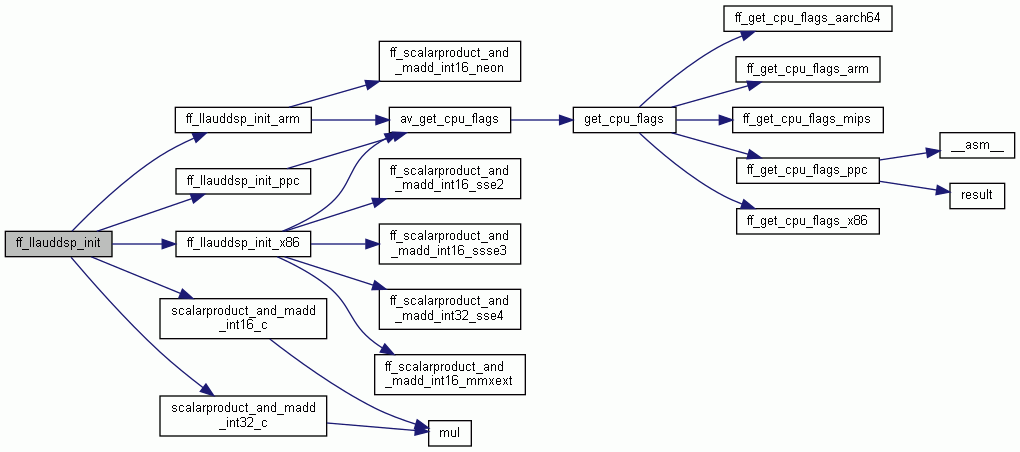 ff_llauddsp_init
ff_llauddsp_init_arm
ff_llauddsp_init_ppc
ff_llauddsp_init_x86
scalarproduct_and_madd
_int16_c
scalarproduct_and_madd
_int32_c
ff_scalarproduct_and
_madd_int16_neon
av_get_cpu_flags
ff_scalarproduct_and
_madd_int16_sse2
ff_scalarproduct_and
_madd_int16_ssse3
ff_scalarproduct_and
_madd_int32_sse4
ff_scalarproduct_and
_madd_int16_mmxext
mul
get_cpu_flags
ff_get_cpu_flags_aarch64
ff_get_cpu_flags_arm
ff_get_cpu_flags_mips
ff_get_cpu_flags_ppc
ff_get_cpu_flags_x86
__asm__
result